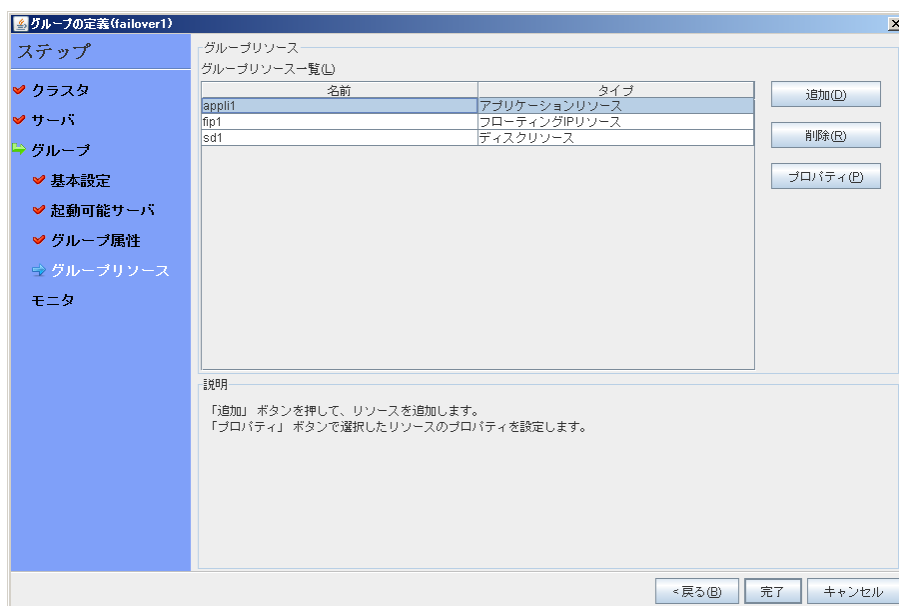 グループの定義(failover1)
ステップ
クラスタ
サーバ
グループ
基本設定
起動可能サーバ
グループ属性
グループリソース
モニタ
グループリソース
グループリソース一覧(L)
名前 タイプ
appli1 アプリケーションリソース
fip1 フローティングIPリソース
sd1 ディスクリソース
追加(D)
削除(R)
プロパティ(P)
説明
「追加」 ボタンを押して、リソースを追加します。
「プロパティ」 ボタンで選択したリソースのプロパティを設定します。
<戻る(B) 完了 キャンセル